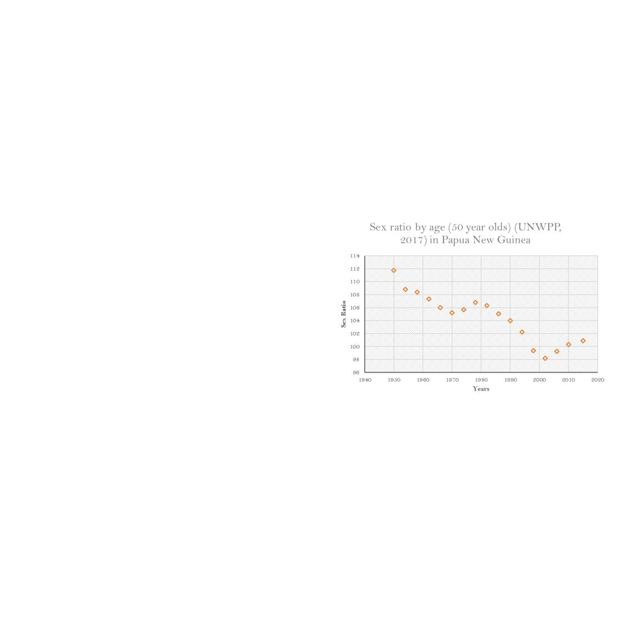 Sex ratio by age (50 year olds) (UNWPP,
2017) in Papua New Guinea
114
112
110
108
106
104
102
100
98
96
Sex Ratio
1940 1950 1960 1970 1980 1990 2000 2010 2020
Years